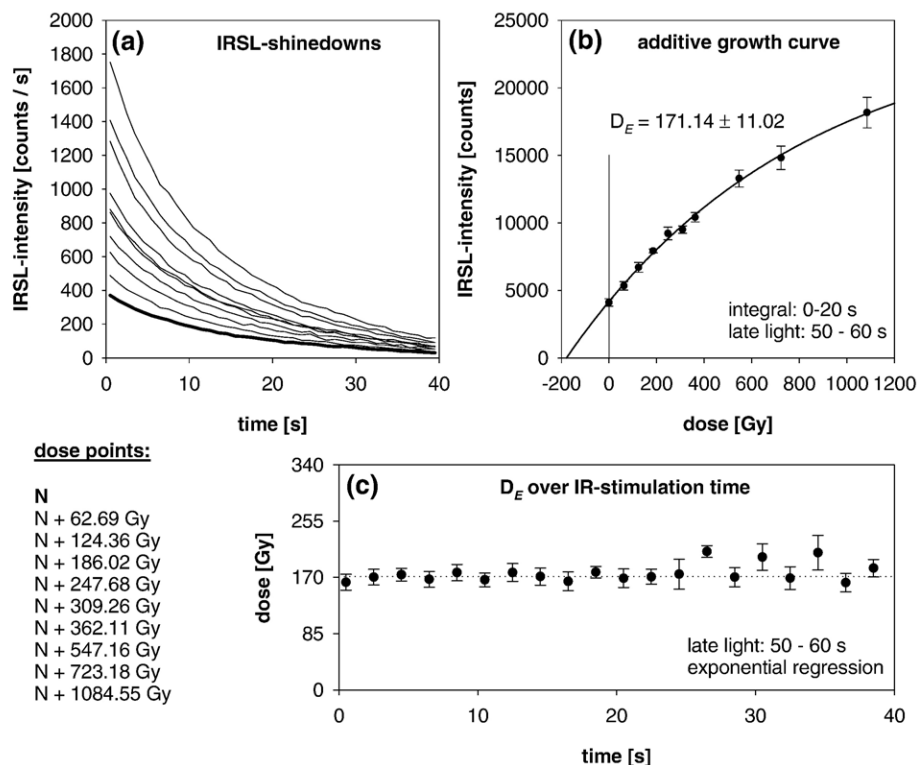 (a) IRSL-shinedowns
IRSL-intensity [counts / s]
2000
1800
1600
1400
1200
1000
800
600
400
200
0
0 10 20 30 40
time [s]
(b) additive growth curve
IRSL-intensity [counts]
25000
20000
15000
10000
5000
0
D_E = 171.14 ± 11.02
integral: 0-20 s
late light: 50 - 60 s
-200 0 200 400 600 800 1000 1200
dose [Gy]
dose points:
N
N + 62.69 Gy
N + 124.36 Gy
N + 186.02 Gy
N + 247.68 Gy
N + 309.26 Gy
N + 362.11 Gy
N + 547.16 Gy
N + 723.18 Gy
N + 1084.55 Gy
(c) D_E over IR-stimulation time
dose [Gy]
340
255
170
85
0
late light: 50 - 60 s
exponential regression
0 10 20 30 40
time [s]